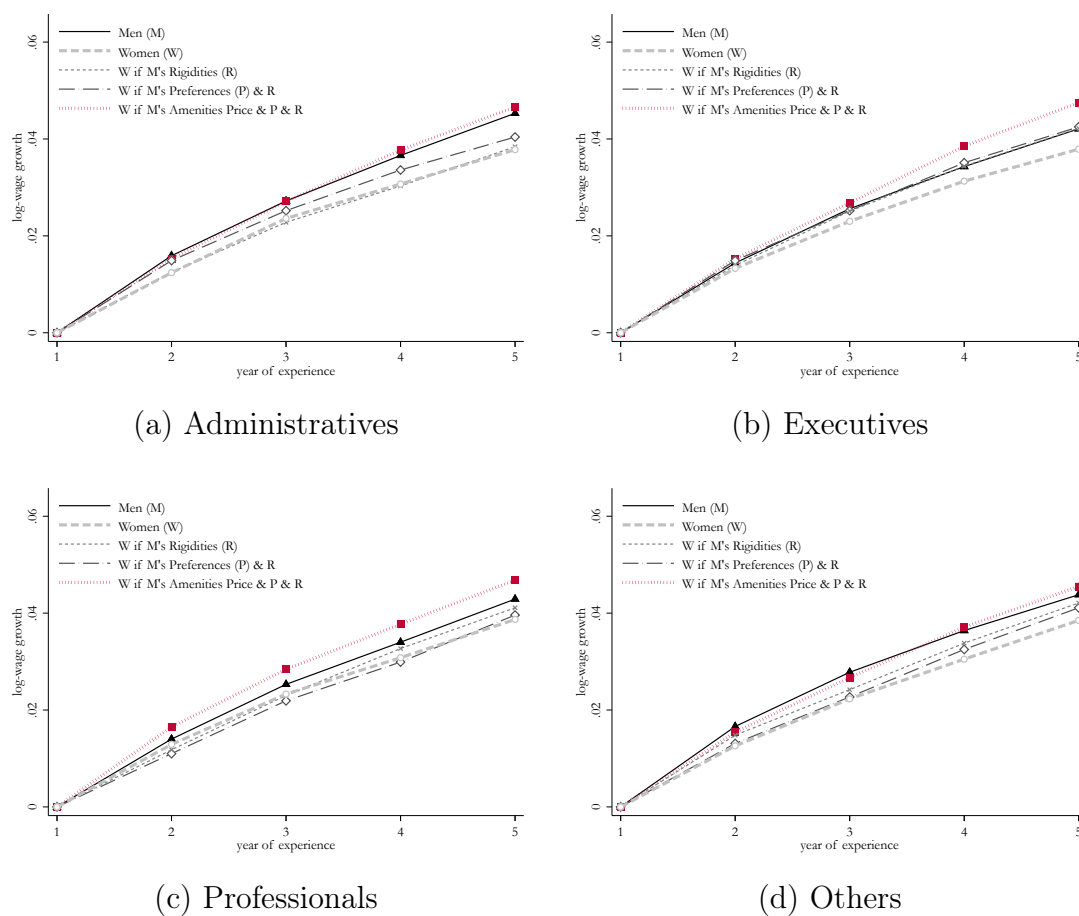 Men (M)
Women (W)
W if M's Rigidities (R)
W if M's Preferences (P) & R
W if M's Amenities Price & P & R
log-wage growth
0
.02
.04
.06
1
2
3
4
5
year of experience
(a) Administratives
Men (M)
Women (W)
W if M's Rigidities (R)
W if M's Preferences (P) & R
W if M's Amenities Price & P & R
log-wage growth
0
.02
.04
.06
1
2
3
4
5
year of experience
(b) Executives
Men (M)
Women (W)
W if M's Rigidities (R)
W if M's Preferences (P) & R
W if M's Amenities Price & P & R
log-wage growth
0
.02
.04
.06
1
2
3
4
5
year of experience
(c) Professionals
Men (M)
Women (W)
W if M's Rigidities (R)
W if M's Preferences (P) & R
W if M's Amenities Price & P & R
log-wage growth
0
.02
.04
.06
1
2
3
4
5
year of experience
(d) Others